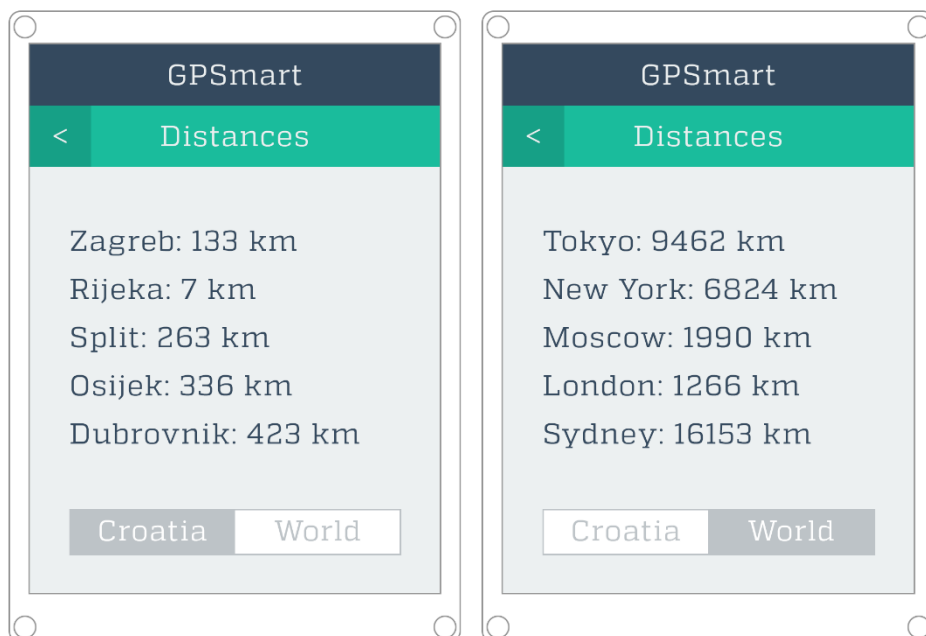 GPSmart
< Distances
Zagreb: 133 km
Rijeka: 7 km
Split: 263 km
Osijek: 336 km
Dubrovnik: 423 km
Croatia World
GPSmart
< Distances
Tokyo: 9462 km
New York: 6824 km
Moscow: 1990 km
London: 1266 km
Sydney: 16153 km
Croatia World